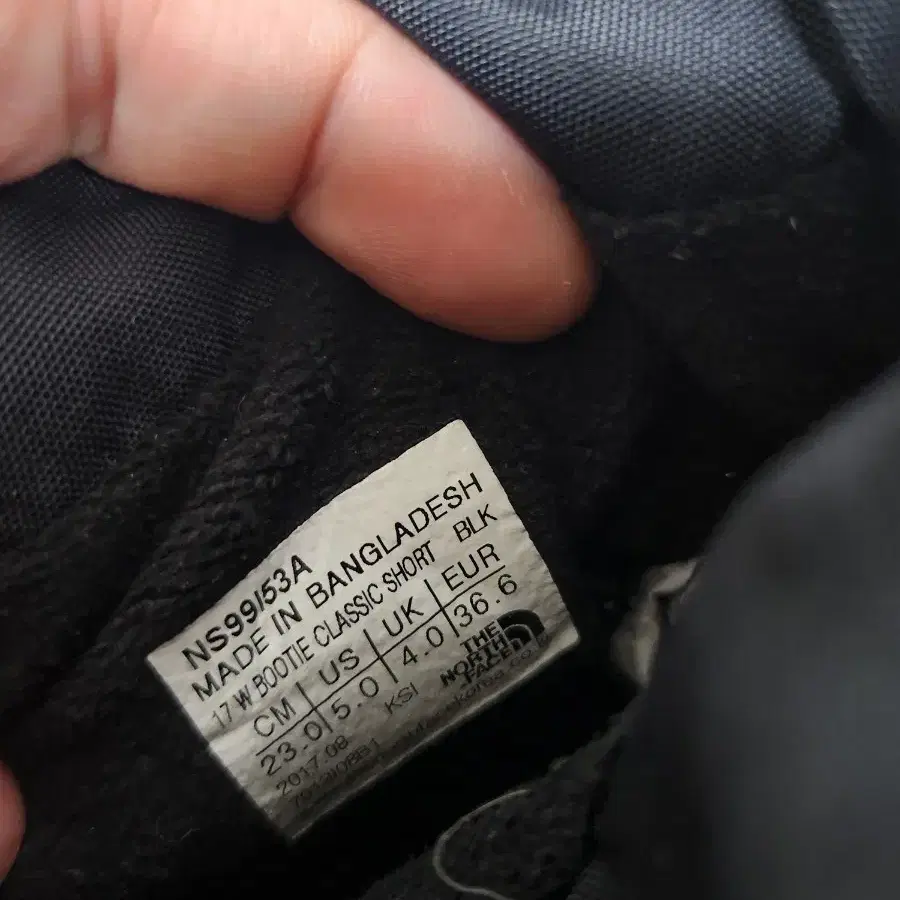 NS99I53A
MADE IN BANGLADESH
17 W BOOTIE CLASSIC SHORT BLK
CM US UK EUR
23.0 5.0 4.0 36.6
2017.08 KSI
THE
NORTH
FACE